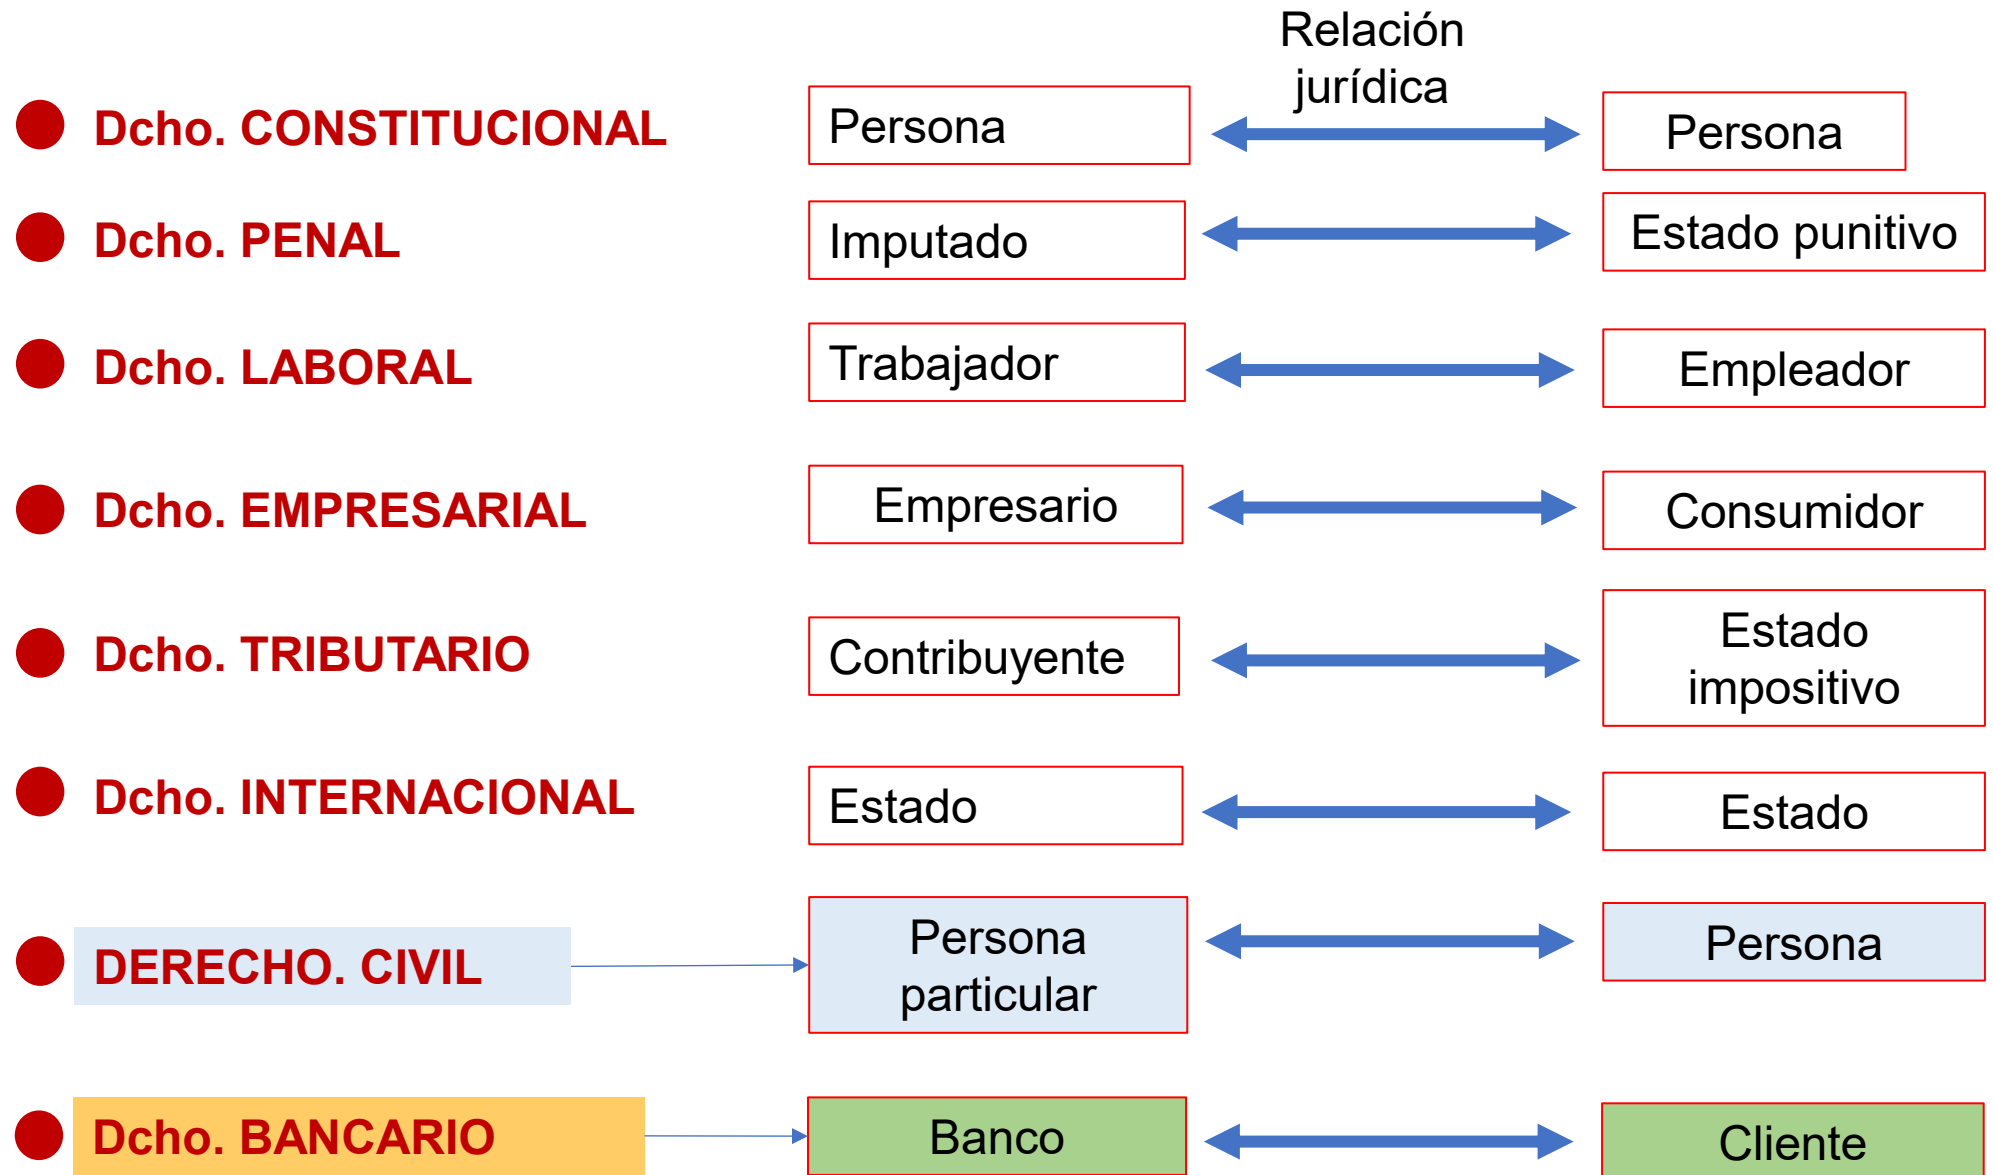 Relación
jurídica
Dcho. CONSTITUCIONAL
Persona
Persona
Dcho. PENAL
Imputado
Estado punitivo
Dcho. LABORAL
Trabajador
Empleador
Dcho. EMPRESARIAL
Empresario
Consumidor
Dcho. TRIBUTARIO
Contribuyente
Estado
impositivo
Dcho. INTERNACIONAL
Estado
Estado
DERECHO. CIVIL
Persona
particular
Persona
Dcho. BANCARIO
Banco
Cliente